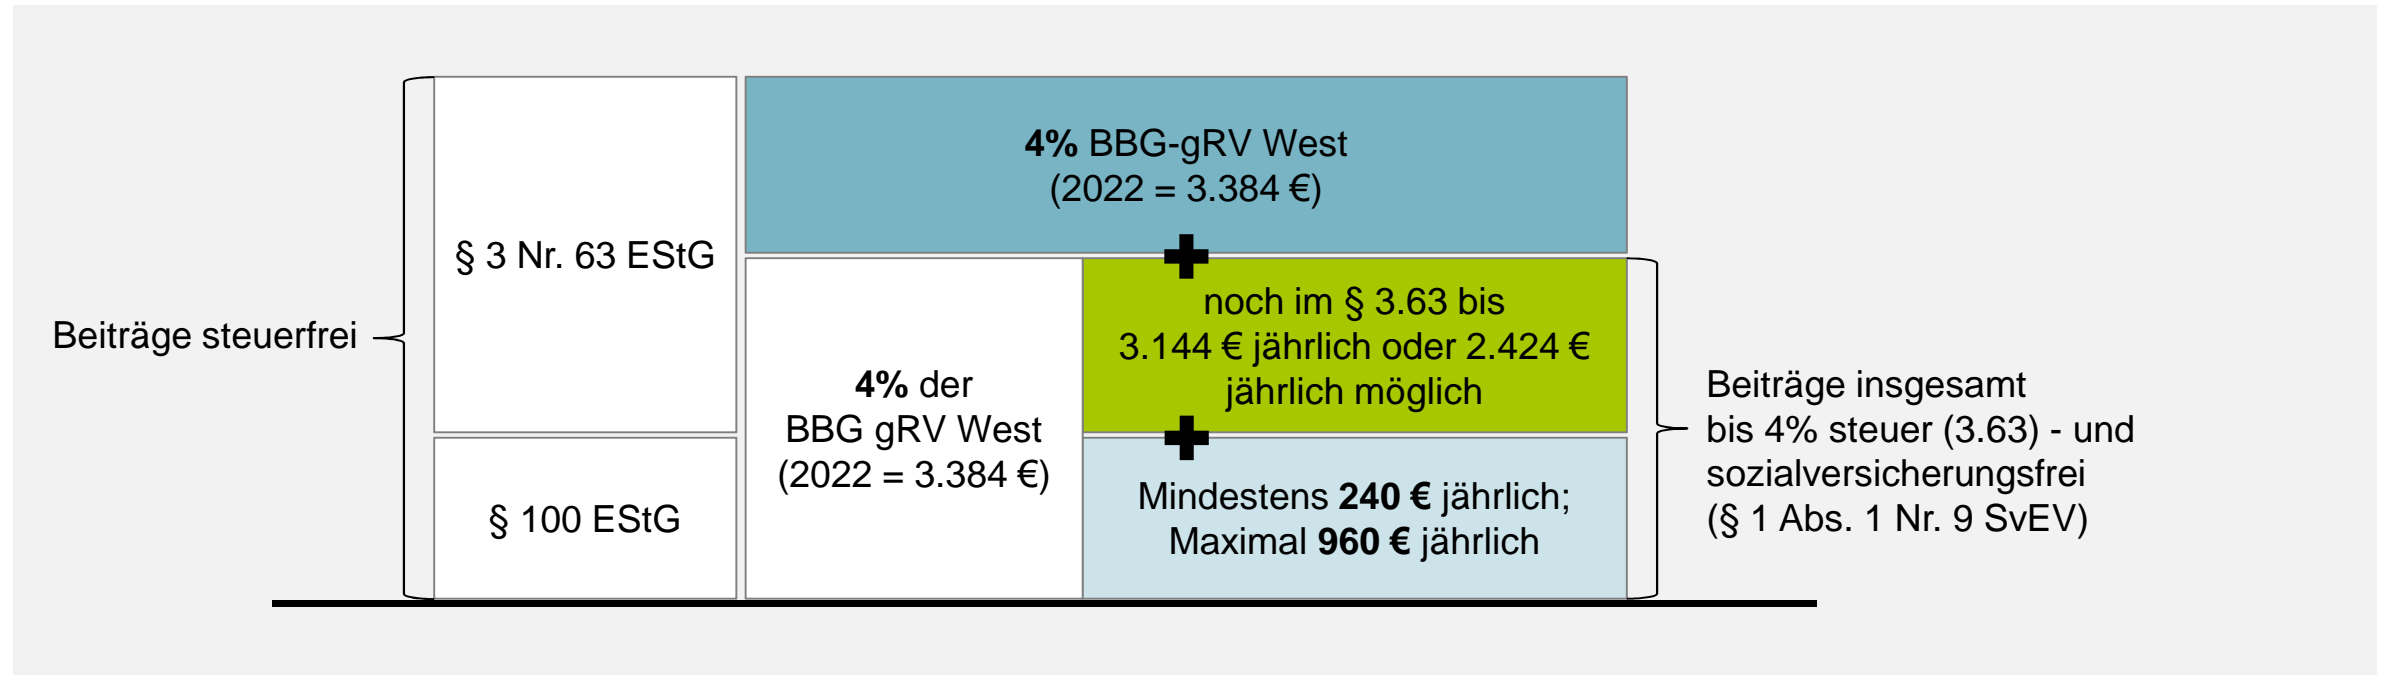 Beiträge steuerfrei
§ 3 Nr. 63 EStG
§ 100 EStG
4% BBG-gRV West
(2022 = 3.384 €)
4% der
BBG gRV West
(2022 = 3.384 €)
noch im § 3.63 bis
3.144 € jährlich oder 2.424 €
jährlich möglich
Mindestens 240 € jährlich;
Maximal 960 € jährlich
Beiträge insgesamt
bis 4% steuer (3.63) - und
sozialversicherungsfrei
(§ 1 Abs. 1 Nr. 9 SvEV)